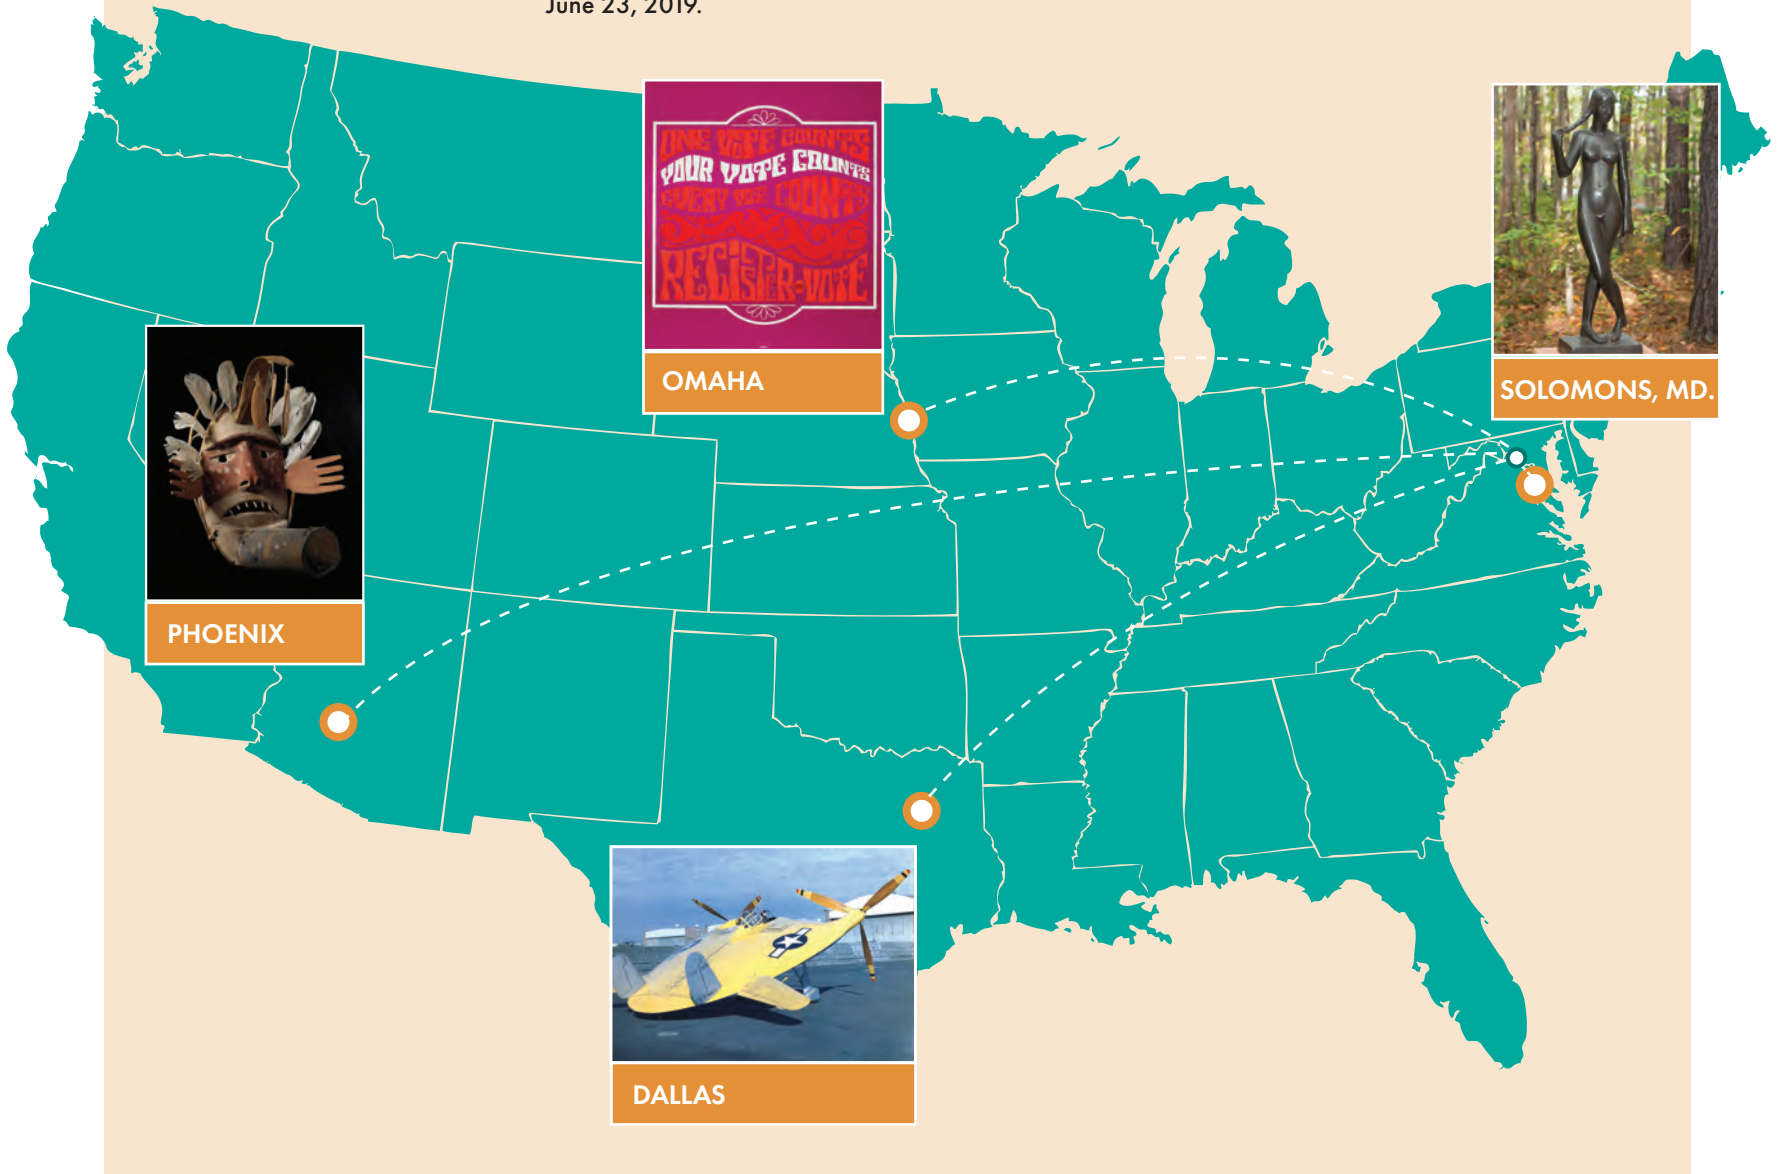 June 23, 2019.
ONE VOTE COUNTS
YOUR VOTE COUNTS
EVERY VOTE COUNTS
REGISTER-VOTE
OMAHA
SOLOMONS, MD.
PHOENIX
DALLAS